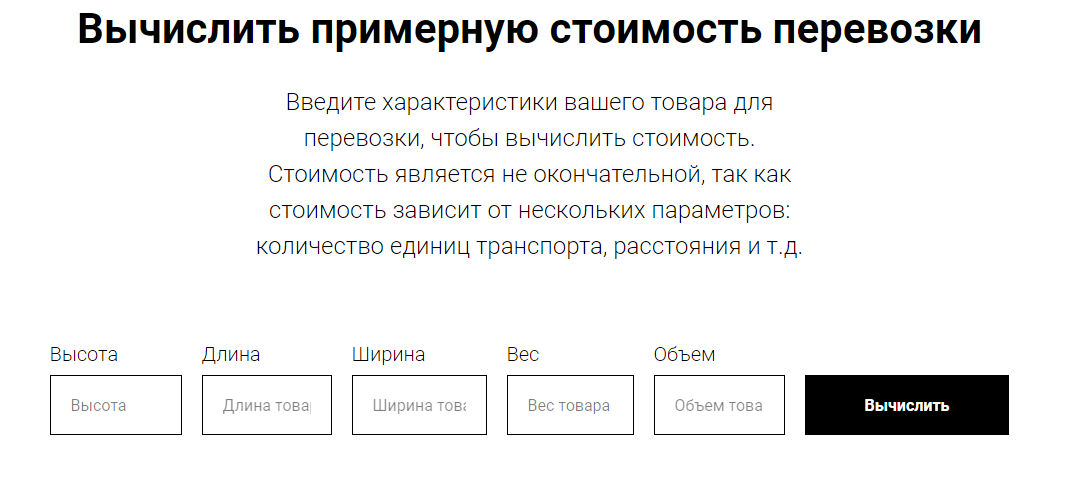 Вычислить примерную стоимость перевозки
Введите характеристики вашего товара для
перевозки, чтобы вычислить стоимость.
Стоимость является не окончательной, так как
стоимость зависит от нескольких параметров:
количество единиц транспорта, расстояния и т.д.
Высота Длина Ширина Вес Объем
Высота Длина това Ширина това Вес товара Объем това Вычислить